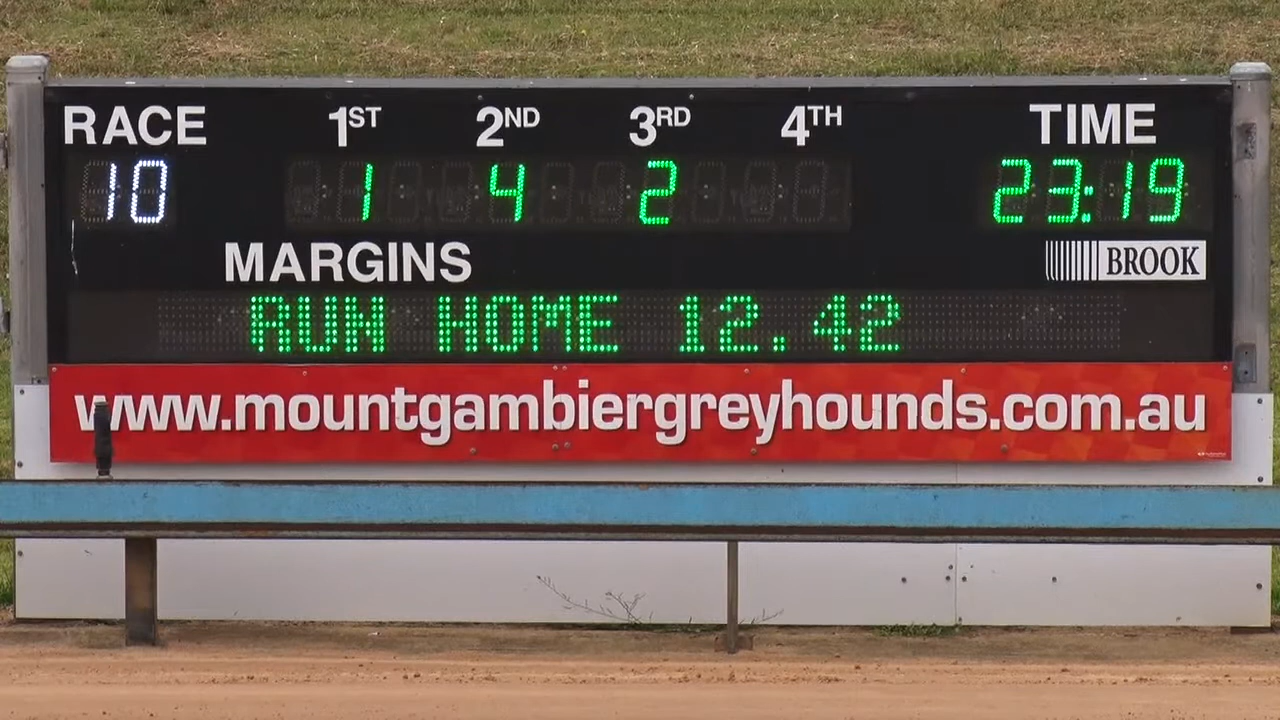 RACE 1ST 2ND 3RD 4TH TIME
10 1 4 2 23:19
MARGINS BROOK
RUN HOME 12.42
www.mountgambiergreyhounds.com.au